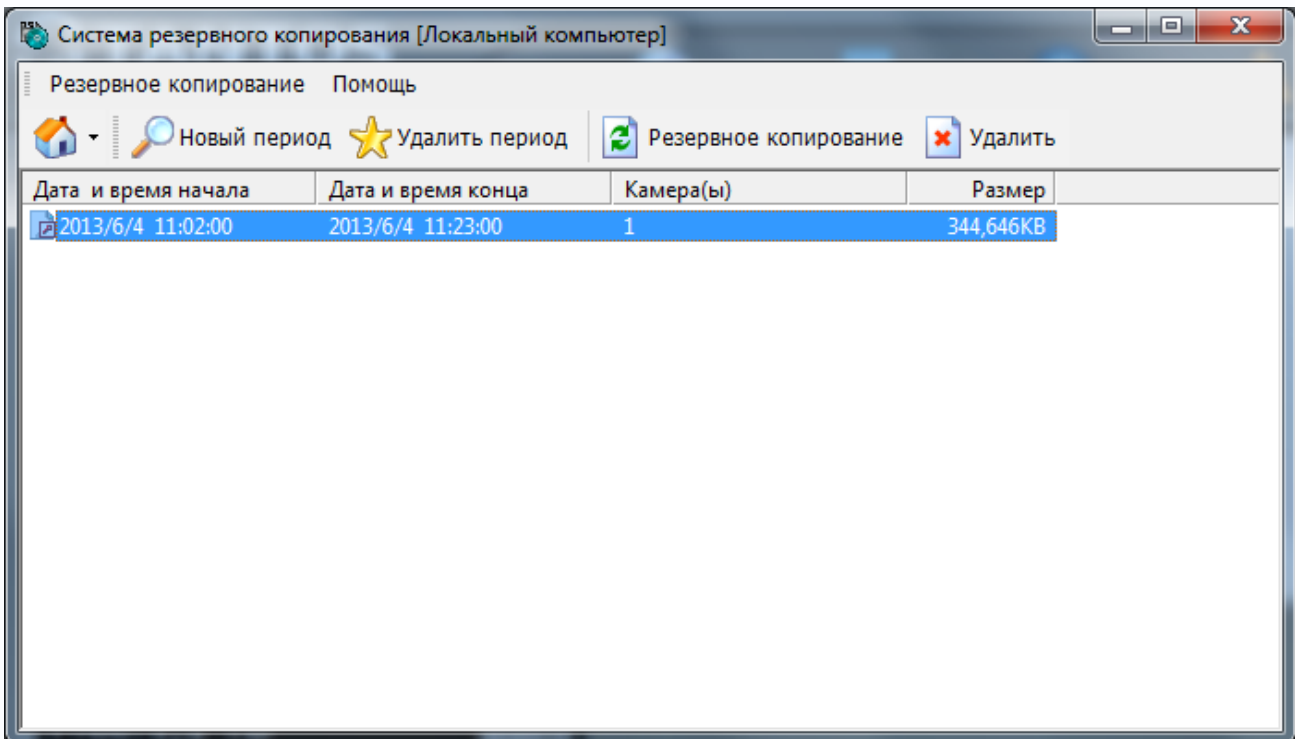 Система резервного копирования [Локальный компьютер]
Резервное копирование Помощь
Новый период Удалить период Резервное копирование Удалить
Дата и время начала Дата и время конца Камера(ы) Размер
2013/6/4 11:02:00 2013/6/4 11:23:00 1 344,646KB